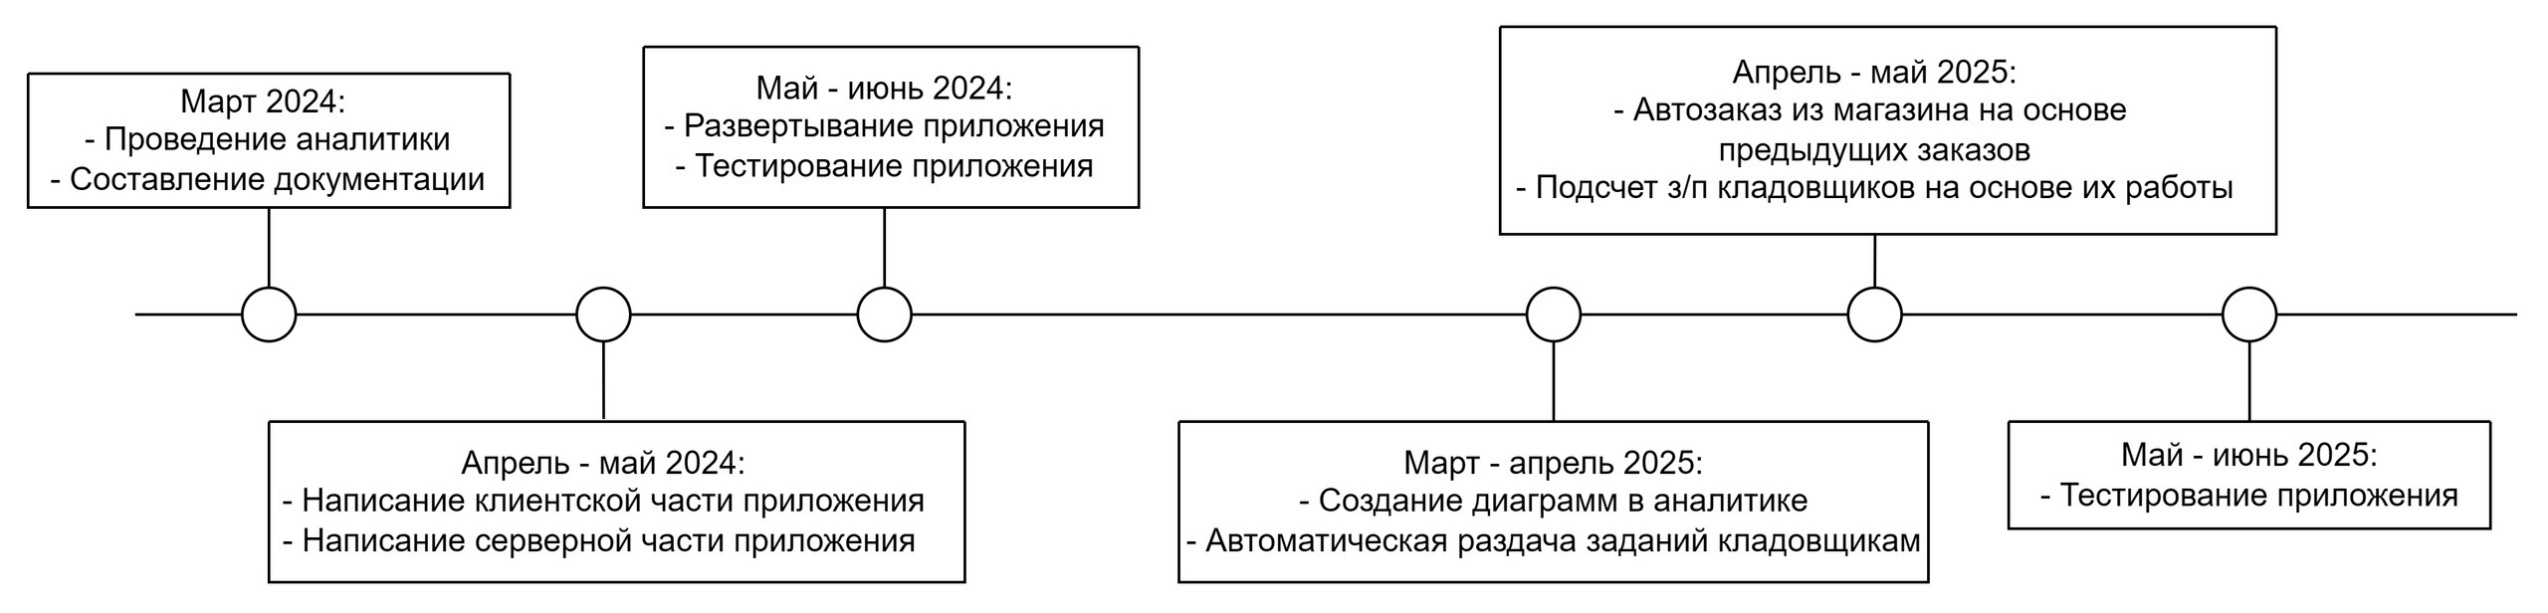 Март 2024:
- Проведение аналитики
- Составление документации
Апрель - май 2024:
- Написание клиентской части приложения
- Написание серверной части приложения
Май - июнь 2024:
- Развертывание приложения
- Тестирование приложения
Март - апрель 2025:
- Создание диаграмм в аналитике
- Автоматическая раздача заданий кладовщикам
Апрель - май 2025:
- Автозаказ из магазина на основе
предыдущих заказов
- Подсчет з/п кладовщиков на основе их работы
Май - июнь 2025:
- Тестирование приложения